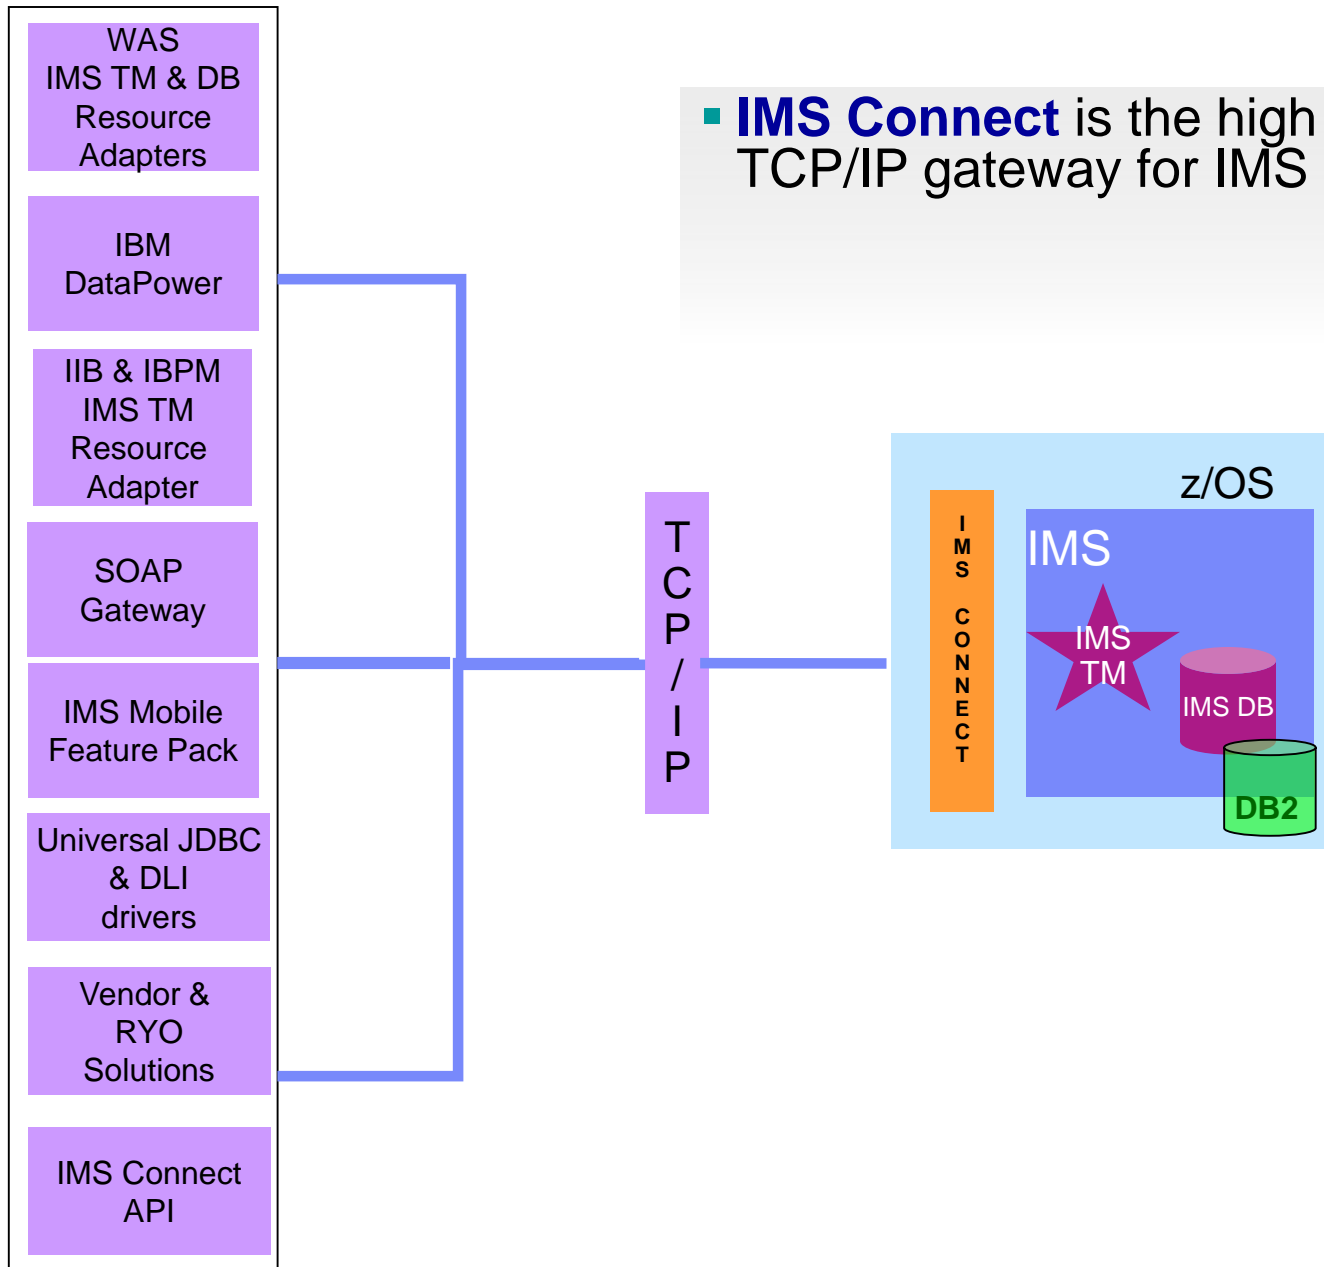 WAS
IMS TM & DB
Resource
Adapters
IBM
DataPower
IIB & IBPM
IMS TM
Resource
Adapter
SOAP
Gateway
IMS Mobile
Feature Pack
Universal JDBC
& DLI
drivers
Vendor &
RYO
Solutions
IMS Connect
API
TCP/IP
IMS Connect is the high
TCP/IP gateway for IMS
z/OS
IMS CONNECT
IMS
IMS
TM
IMS DB
DB2